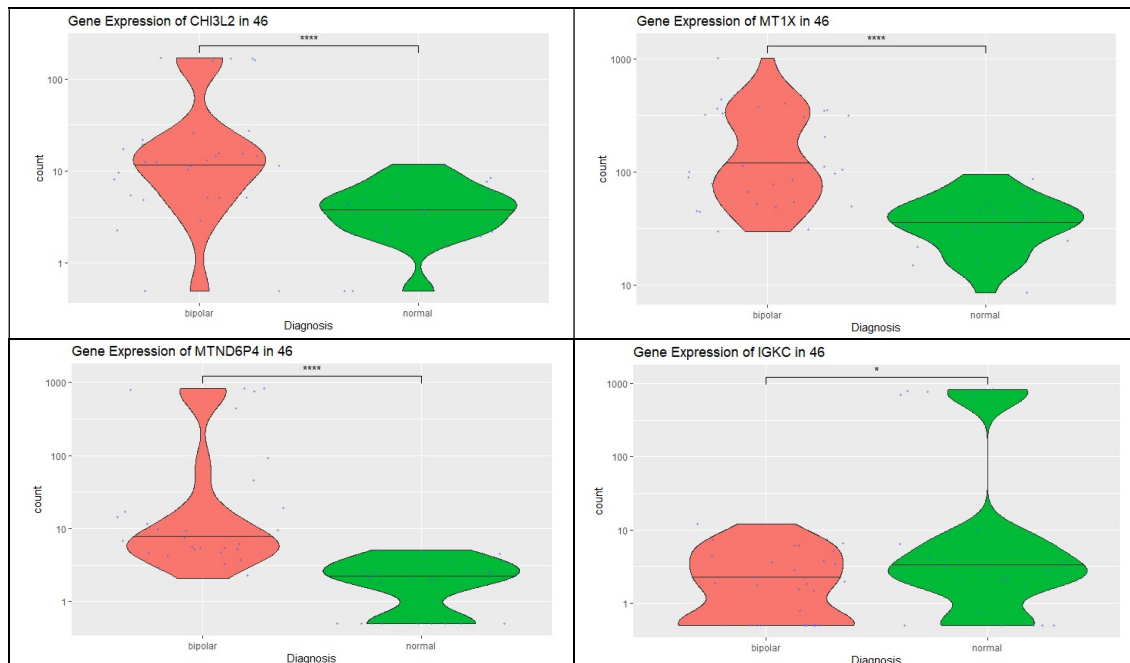 Gene Expression of CHI3L2 in 46
****
100
10
1
count
bipolar
normal
Diagnosis
Gene Expression of MT1X in 46
****
1000
100
10
count
bipolar
normal
Diagnosis
Gene Expression of MTND6P4 in 46
****
1000
100
10
1
count
bipolar
normal
Diagnosis
Gene Expression of IGKC in 46
*
1000
100
10
1
count
bipolar
normal
Diagnosis